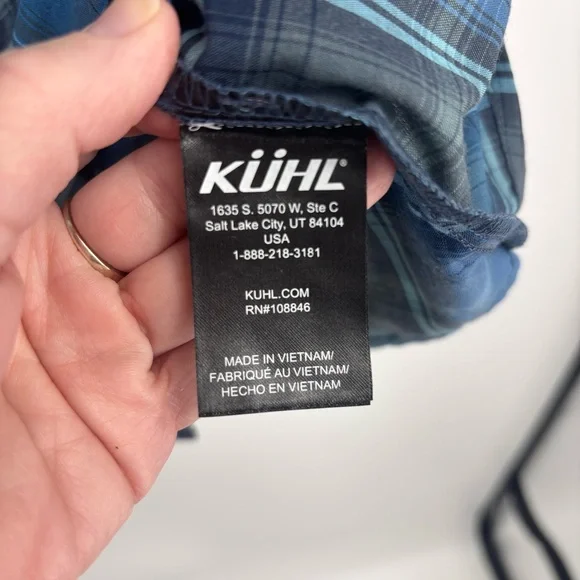 KÜHL®
1635 S. 5070 W, Ste C
Salt Lake City, UT 84104
USA
1-888-218-3181
KUHL.COM
RN#108846
MADE IN VIETNAM/
FABRIQUÉ AU VIETNAM/
HECHO EN VIETNAM